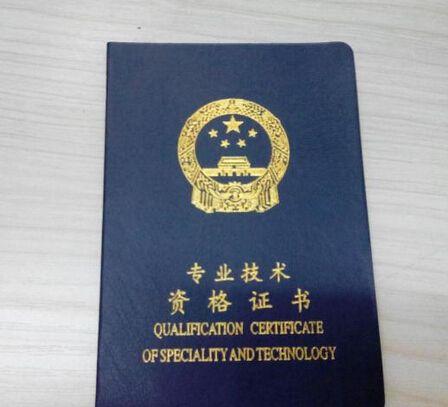 专业技术
资格证书
QUALIFICATION CERTIFICATE
OF SPECIALITY AND TECHNOLOGY